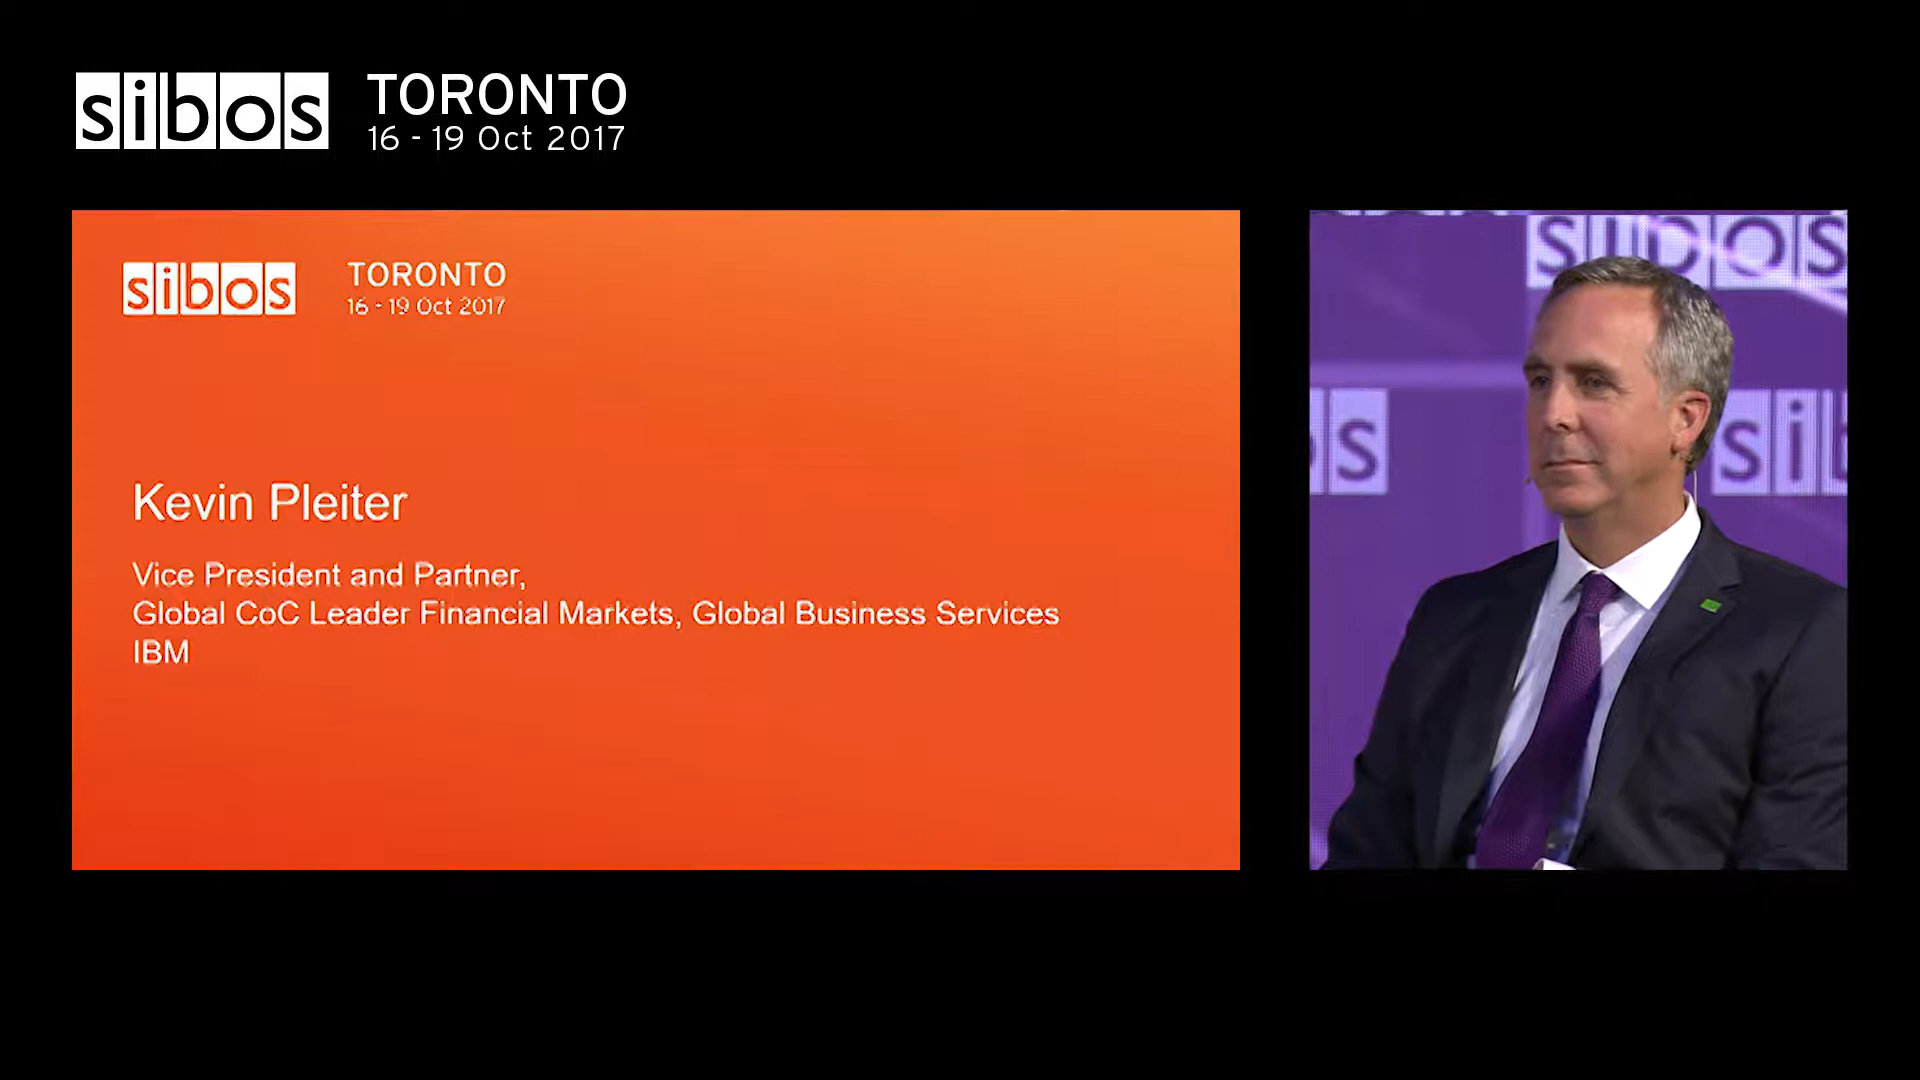 sibos
TORONTO
16 - 19 Oct 2017
sibos
TORONTO
16 - 19 Oct 2017
Kevin Pleiter
Vice President and Partner,
Global CoC Leader Financial Markets, Global Business Services
IBM
sibos
s
sib